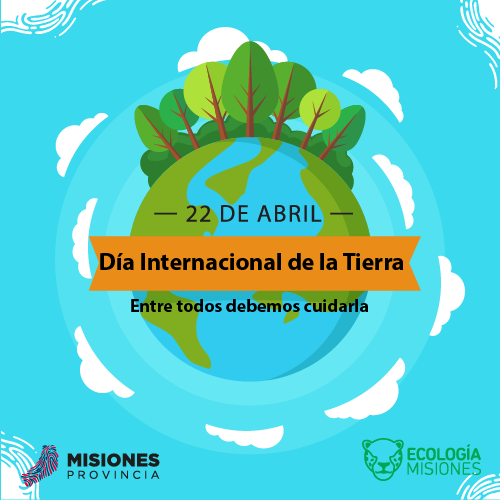 — 22 DE ABRIL —
Día Internacional de la Tierra
Entre todos debemos cuidarla
MISIONES
PROVINCIA
ECOLOGÍA
MISIONES